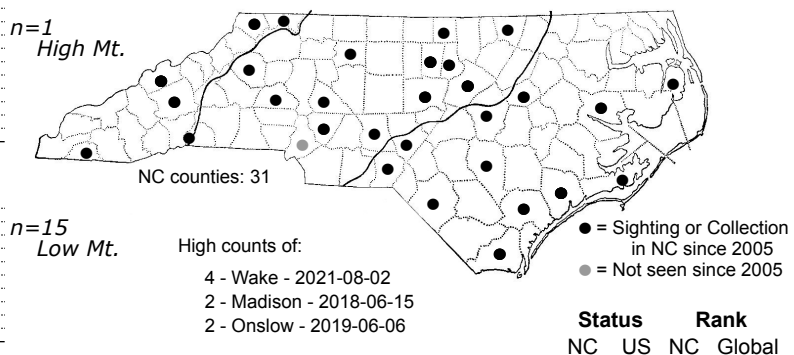 n=1
High Mt.
NC counties: 31
n=15
Low Mt.
High counts of:
4 - Wake - 2021-08-02
2 - Madison - 2018-06-15
2 - Onslow - 2019-06-06
● = Sighting or Collection
in NC since 2005
● = Not seen since 2005
Status Rank
NC US NC Global